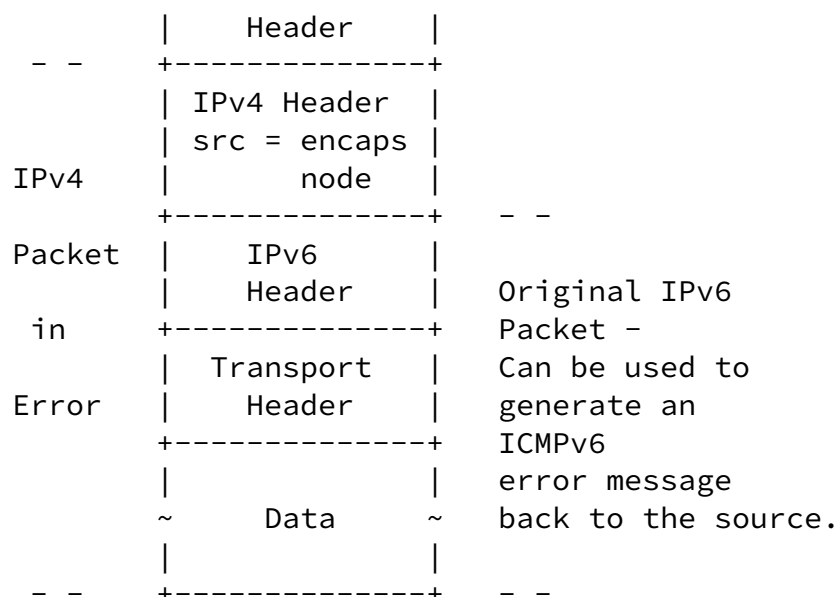 |    Header    |
 - -     +--------------+
         | IPv4 Header  |
         | src = encaps |
IPv4     |       node   |
         +--------------+   - -
Packet   |    IPv6      |
         |    Header    |   Original IPv6
 in      +--------------+   Packet -
         |  Transport   |   Can be used to
Error    |    Header    |   generate an
         +--------------+   ICMPv6
         |              |   error message
         ~     Data     ~   back to the source.
         |              |
 - -     +--------------+   - -